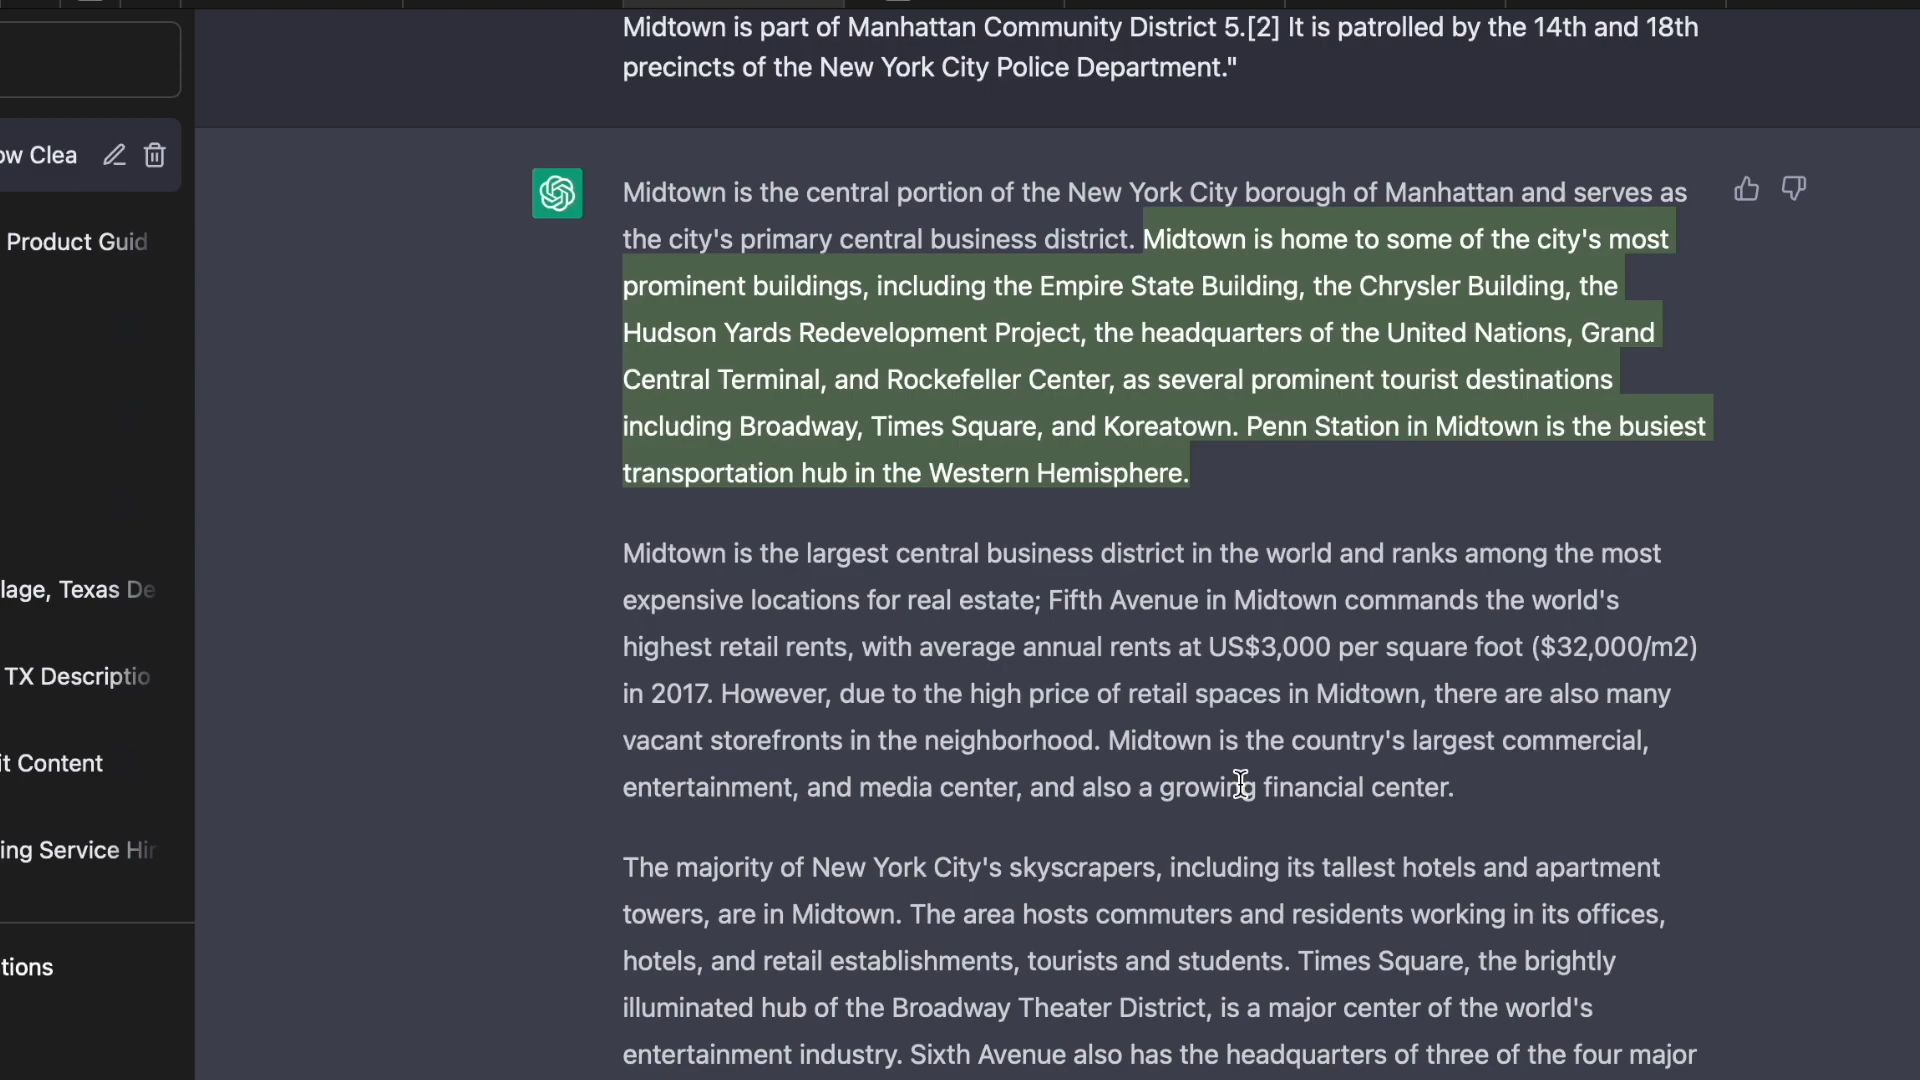 Midtown is part of Manhattan Community District 5.[2] It is patrolled by the 14th and 18th
precincts of the New York City Police Department."
ow Clea
Product Guid
lage, Texas De
TX Descriptio
it Content
ing Service Hir
tions
Midtown is the central portion of the New York City borough of Manhattan and serves as
the city's primary central business district. Midtown is home to some of the city's most
prominent buildings, including the Empire State Building, the Chrysler Building, the
Hudson Yards Redevelopment Project, the headquarters of the United Nations, Grand
Central Terminal, and Rockefeller Center, as several prominent tourist destinations
including Broadway, Times Square, and Koreatown. Penn Station in Midtown is the busiest
transportation hub in the Western Hemisphere.
Midtown is the largest central business district in the world and ranks among the most
expensive locations for real estate; Fifth Avenue in Midtown commands the world's
highest retail rents, with average annual rents at US$3,000 per square foot ($32,000/m2)
in 2017. However, due to the high price of retail spaces in Midtown, there are also many
vacant storefronts in the neighborhood. Midtown is the country's largest commercial,
entertainment, and media center, and also a growing financial center.
The majority of New York City's skyscrapers, including its tallest hotels and apartment
towers, are in Midtown. The area hosts commuters and residents working in its offices,
hotels, and retail establishments, tourists and students. Times Square, the brightly
illuminated hub of the Broadway Theater District, is a major center of the world's
entertainment industry. Sixth Avenue also has the headquarters of three of the four major